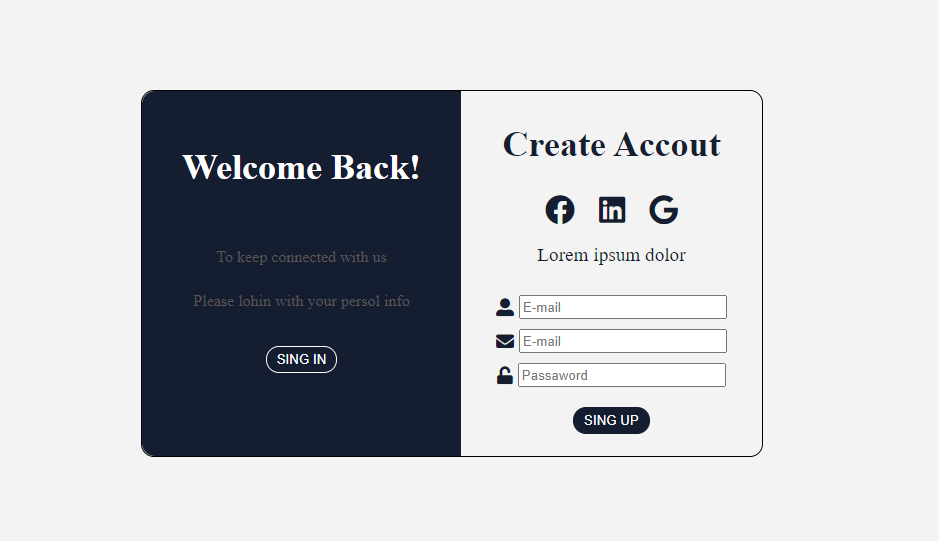 Welcome Back!
To keep connected with us
Please lohin with your persol info
SING IN
Create Accout
Lorem ipsum dolor
E-mail
E-mail
Passaword
SING UP